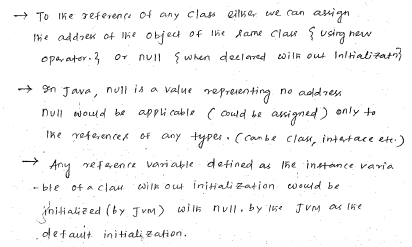 → To the reference of any class either we can assign
the address of the object of the same class { using new
operator. } or null { when declared with out Initializatn}
→ In Java, null is a value representing no address
null would be applicable ( could be assigned ) only to
the references of any types. ( can be class, interface etc. )
→ Any reference variable defined as the instance varia
-ble of a class with out initialization would be
initialized (by JVM) with null. by the JVM as the
default initialization.